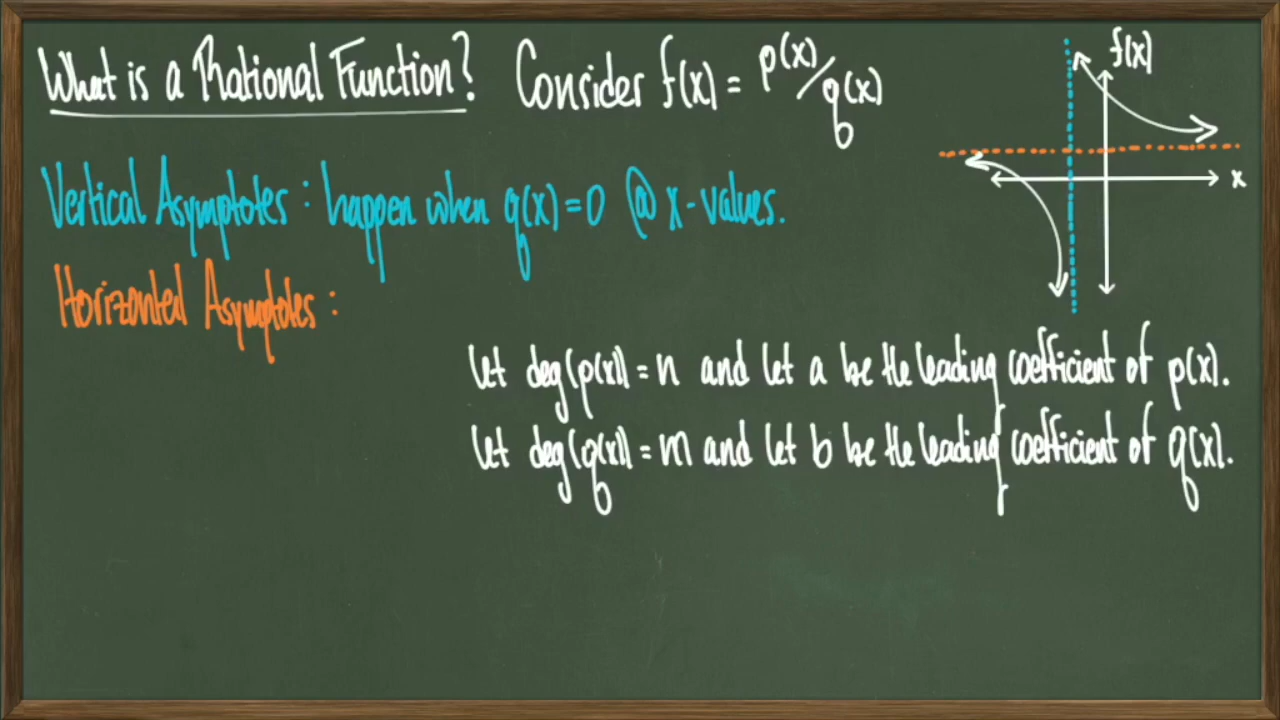 What is a Rational Function? Consider f(x) = p(x)/q(x)
f(x)
x
Vertical Asymptotes : happen when q(x) = 0 @ x-values.
Horizontal Asymptotes :
let deg(p(x)) = n and let a be the leading coefficient of p(x).
let deg(q(x)) = m and let b be the leading coefficient of q(x).